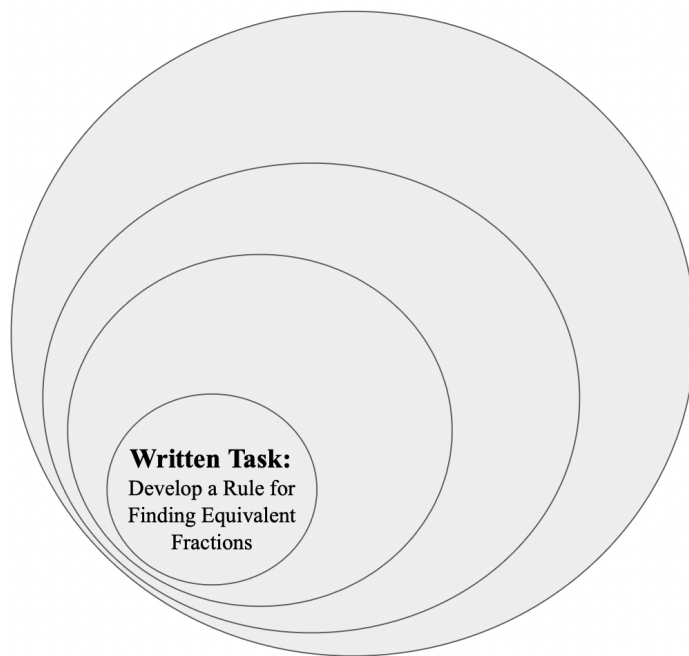 Written Task:
Develop a Rule for
Finding Equivalent
Fractions